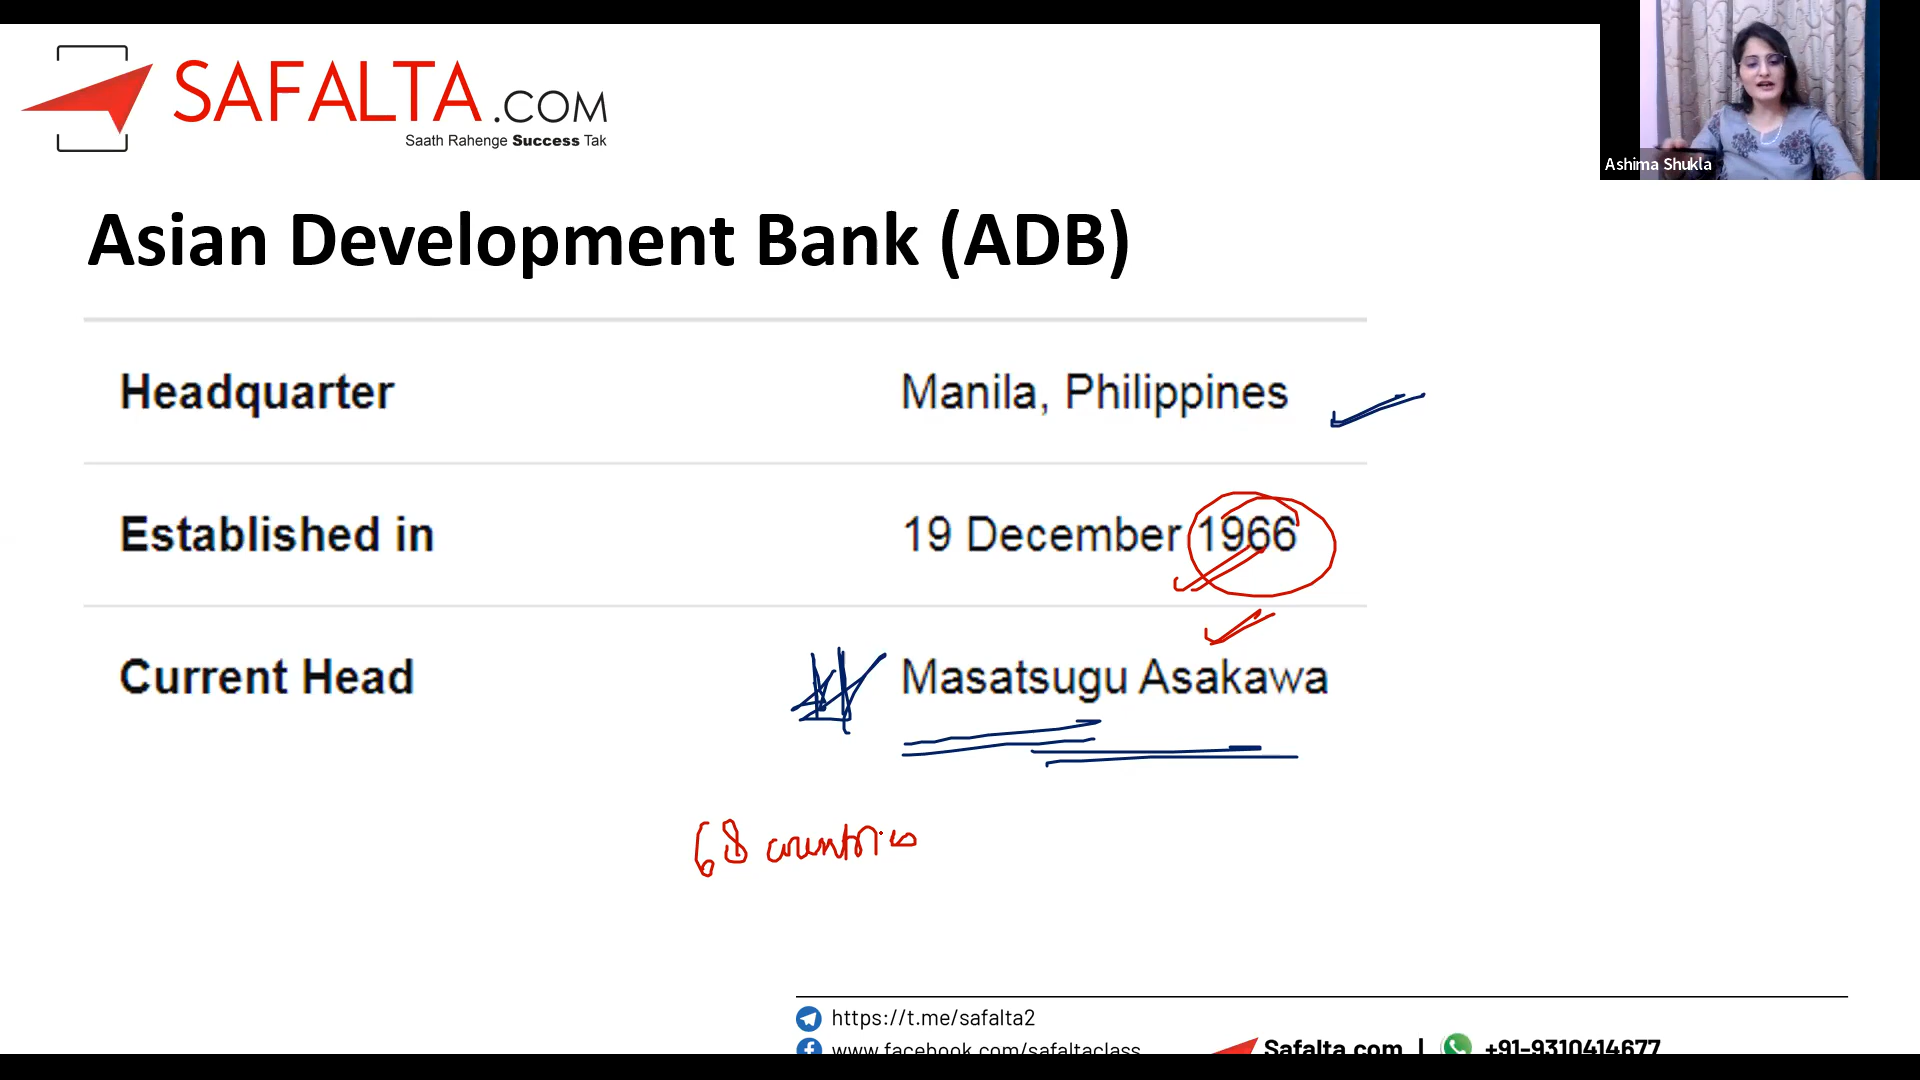 SAFALTA.COM
Saath Rahenge Success Tak
Ashima Shukla
Asian Development Bank (ADB)
Headquarter Manila, Philippines
Established in 19 December 1966
Current Head Masatsugu Asakawa
68 countries
https://t.me/safalta2
www.facebook.com/safaltaclass
Safalta.com | +91-9310414677